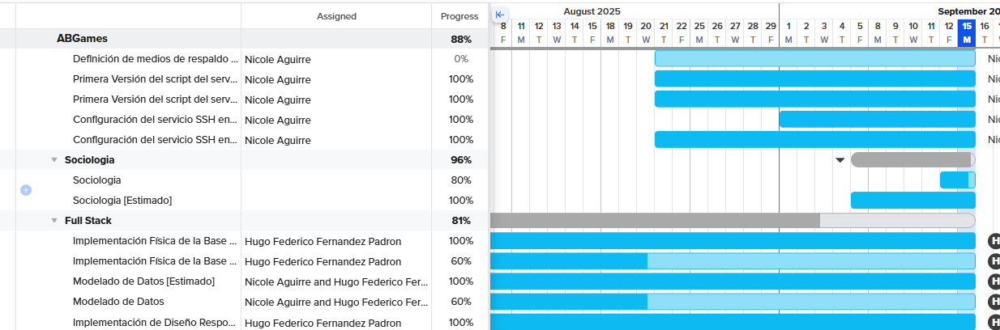 August 2025 September 20
Assigned Progress
8 11 12 13 14 15 18 19 20 21 22 25 26 27 28 29 1 2 3 4 5 8 9 10 11 12 15 16
F M T W T F M T W T F M T W T F M T W T F M T W T F M T
ABGames 88%
Definición de medios de respaldo ... Nicole Aguirre 0% Nic
Primera Versión del script del serv... Nicole Aguirre 100% Nic
Primera Versión del script del serv... Nicole Aguirre 100% Nic
Configuración del servicio SSH en... Nicole Aguirre 100% Nic
Configuración del servicio SSH en... Nicole Aguirre 100% Nic
Sociologia 96%
Sociologia 80%
Sociologia [Estimado] 100%
Full Stack 81%
Implementación Física de la Base ... Hugo Federico Fernandez Padron 100% H
Implementación Física de la Base ... Hugo Federico Fernandez Padron 60% H
Modelado de Datos [Estimado] Nicole Aguirre and Hugo Federico Fer... 100% H
Modelado de Datos Nicole Aguirre and Hugo Federico Fer... 60% H
Implementación de Diseño Respo... Hugo Federico Fernandez Padron 100% H